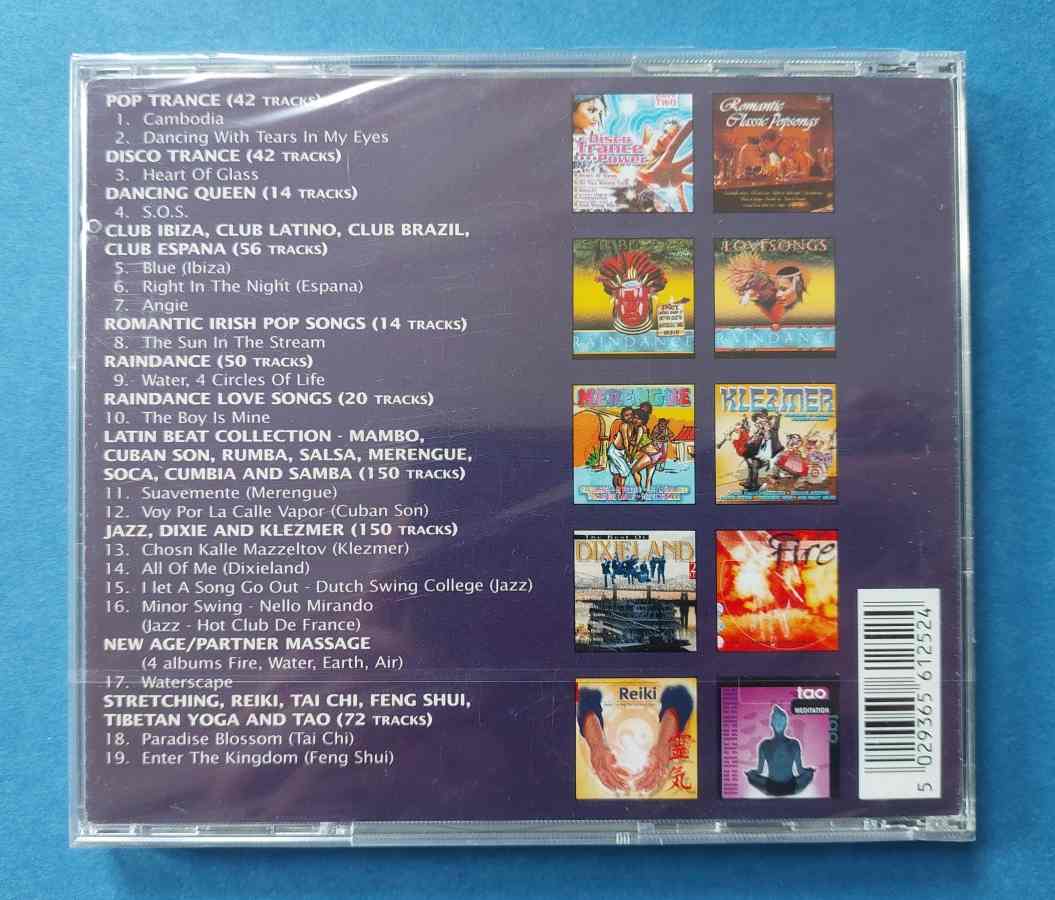 POP TRANCE (42 TRACKS)
1. Cambodia
2. Dancing With Tears In My Eyes
DISCO TRANCE (42 TRACKS)
3. Heart Of Glass
DANCING QUEEN (14 TRACKS)
4. S.O.S.
CLUB IBIZA, CLUB LATINO, CLUB BRAZIL,
CLUB ESPANA (56 TRACKS)
5. Blue (Ibiza)
6. Right In The Night (Espana)
7. Angie
ROMANTIC IRISH POP SONGS (14 TRACKS)
8. The Sun In The Stream
RAINDANCE (50 TRACKS)
9. Water, 4 Circles Of Life
RAINDANCE LOVE SONGS (20 TRACKS)
10. The Boy Is Mine
LATIN BEAT COLLECTION - MAMBO,
CUBAN SON, RUMBA, SALSA, MERENGUE,
SOCA, CUMBIA AND SAMBA (150 TRACKS)
11. Suavemente (Merengue)
12. Voy Por La Calle Vapor (Cuban Son)
JAZZ, DIXIE AND KLEZMER (150 TRACKS)
13. Chosn Kalle Mazzeltov (Klezmer)
14. All Of Me (Dixieland)
15. I let A Song Go Out - Dutch Swing College (Jazz)
16. Minor Swing - Nello Mirando
(Jazz - Hot Club De France)
NEW AGE/PARTNER MASSAGE
(4 albums Fire, Water, Earth, Air)
17. Waterscape
STRETCHING, REIKI, TAI CHI, FENG SHUI,
TIBETAN YOGA AND TAO (72 TRACKS)
18. Paradise Blossom (Tai Chi)
19. Enter The Kingdom (Feng Shui)
Two
Disco
Trance
Power
Romantic
Classic Popsongs
RAINDANCE
LOVESONGS
RAINDANCE
MERENGUE
KLEZMER
The Best Of
DIXIELAND
Fire
Reiki
靈
気
tao
MEDITATION
tao
5 029365 612524